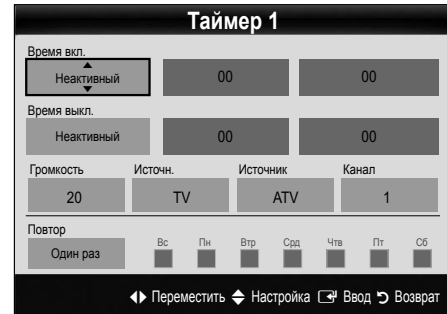 Таймер 1
Время вкл.
Неактивный 00 00
Время выкл.
Неактивный 00 00
Громкость Источн. Источник Канал
20 TV ATV 1
Повтор
Вс Пн Втр Срд Чтв Пт Сб
Один раз
Переместить Настройка Ввод Возврат